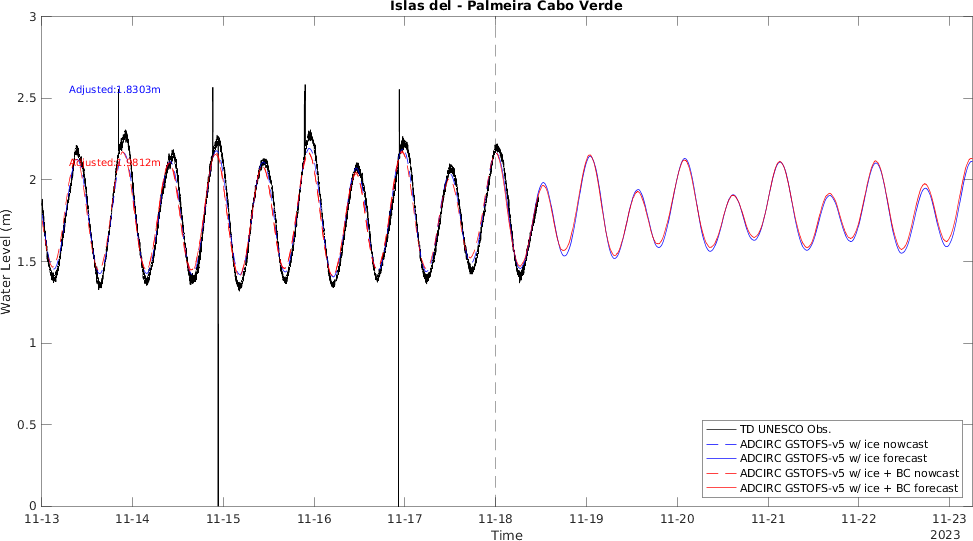 Islas del - Palmeira Cabo Verde
3
2.5
2
1.5
1
0.5
0
Water Level (m)
Adjusted:1.8303m
Adjusted:1.9812m
TD UNESCO Obs.
ADCIRC GSTOFS-v5 w/ ice nowcast
ADCIRC GSTOFS-v5 w/ ice forecast
ADCIRC GSTOFS-v5 w/ ice + BC nowcast
ADCIRC GSTOFS-v5 w/ ice + BC forecast
11-13 11-14 11-15 11-16 11-17 11-18 11-19 11-20 11-21 11-22 11-23
Time
2023